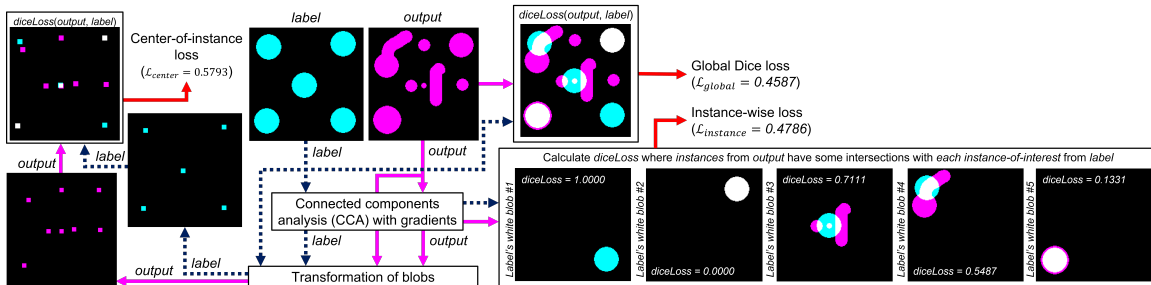 diceLoss(output, label)
Center-of-instance
loss
(ℒcenter = 0.5793)
label
output
diceLoss(output, label)
Global Dice loss
(ℒglobal = 0.4587)
Instance-wise loss
(ℒinstance = 0.4786)
output
label
label
output
Connected components
analysis (CCA) with gradients
label
output
Transformation of blobs
output
label
Calculate diceLoss where instances from output have some intersections with each instance-of-interest from label
Label's white blob #1
diceLoss = 1.0000
Label's white blob #2
diceLoss = 0.0000
Label's white blob #3
diceLoss = 0.7111
Label's white blob #4
diceLoss = 0.5487
Label's white blob #5
diceLoss = 0.1331